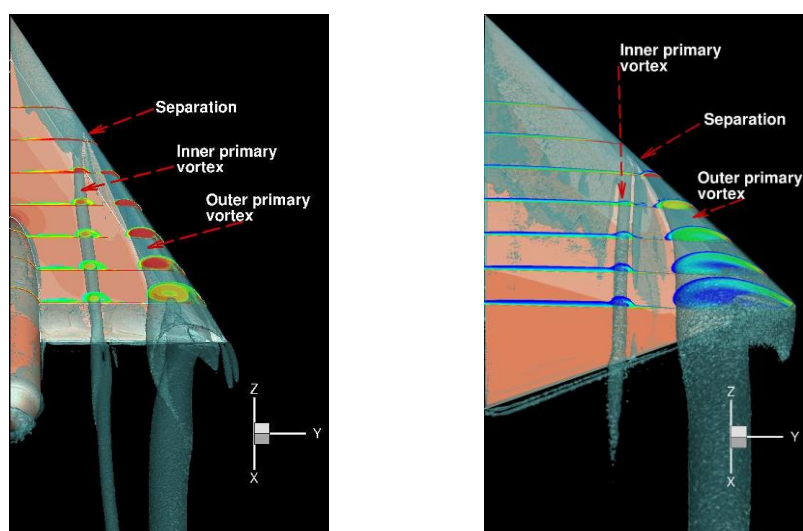 Separation
Inner primary
vortex
Outer primary
vortex
Z
Y
X
Inner primary
vortex
Separation
Outer primary
vortex
Z
Y
X